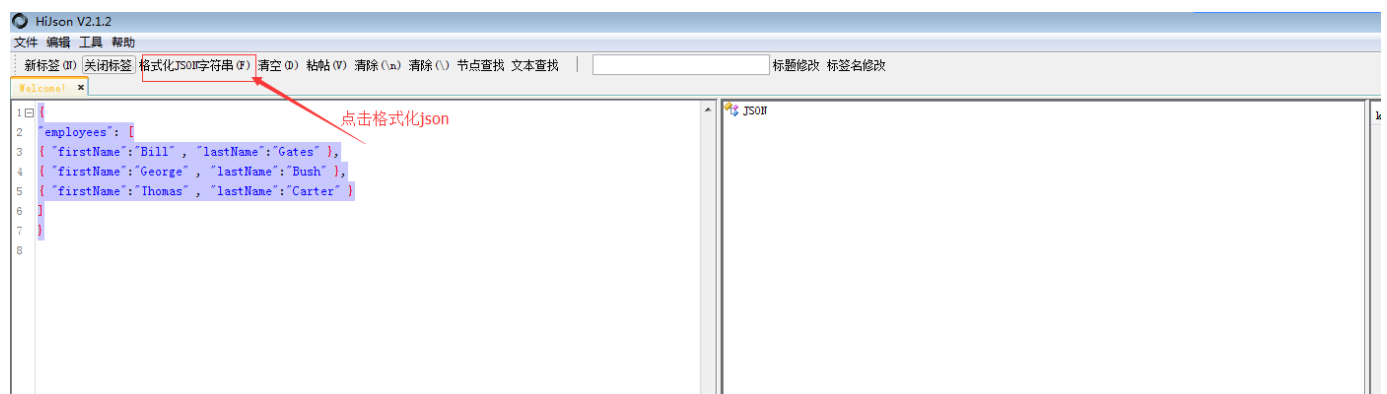 HiJson V2.1.2
文件 编辑 工具 帮助
新标签(N) 关闭标签 格式化JSON字符串(F) 清空(D) 粘帖(V) 清除(\n) 清除(\) 节点查找 文本查找 标题修改 标签名修改
Welcome! ×
1 {
2 "employees": [
3 { "firstName":"Bill" , "lastName":"Gates" },
4 { "firstName":"George" , "lastName":"Bush" },
5 { "firstName":"Thomas" , "lastName":"Carter" }
6 ]
7 }
8
点击格式化json
JSON